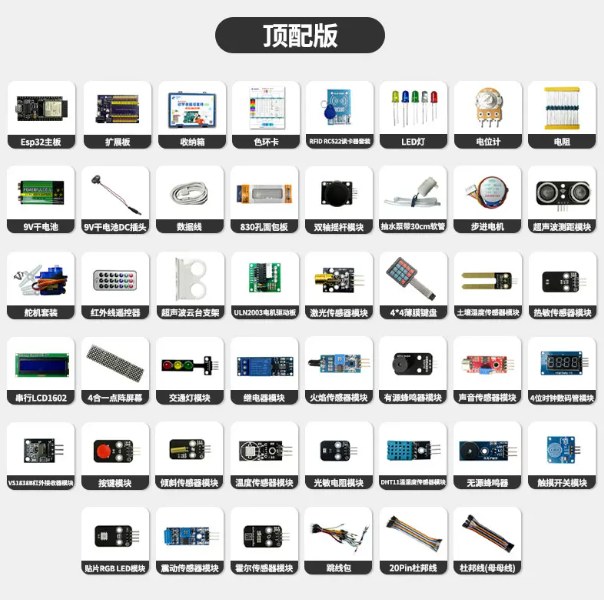 顶配版
Esp32主板
扩展板
收纳箱
色环卡
RFID RC522读卡器套装
LED灯
电位计
电阻
9V干电池
9V干电池DC插头
数据线
830孔面包板
双轴摇杆模块
抽水泵带30cm软管
步进电机
超声波测距模块
舵机套装
红外线遥控器
超声波云台支架
ULN2003电机驱动板
激光传感器模块
4*4薄膜键盘
土壤湿度传感器模块
热敏传感器模块
串行LCD1602
4合一点阵屏幕
交通灯模块
继电器模块
火焰传感器模块
有源蜂鸣器模块
声音传感器模块
4位时钟数码管模块
VS1838B红外接收器模块
按键模块
倾斜传感器模块
温度传感器模块
光敏电阻模块
DHT11温湿度传感器模块
无源蜂鸣器
触摸开关模块
贴片RGB LED模块
震动传感器模块
霍尔传感器模块
跳线包
20Pin杜邦线
杜邦线(母母线)